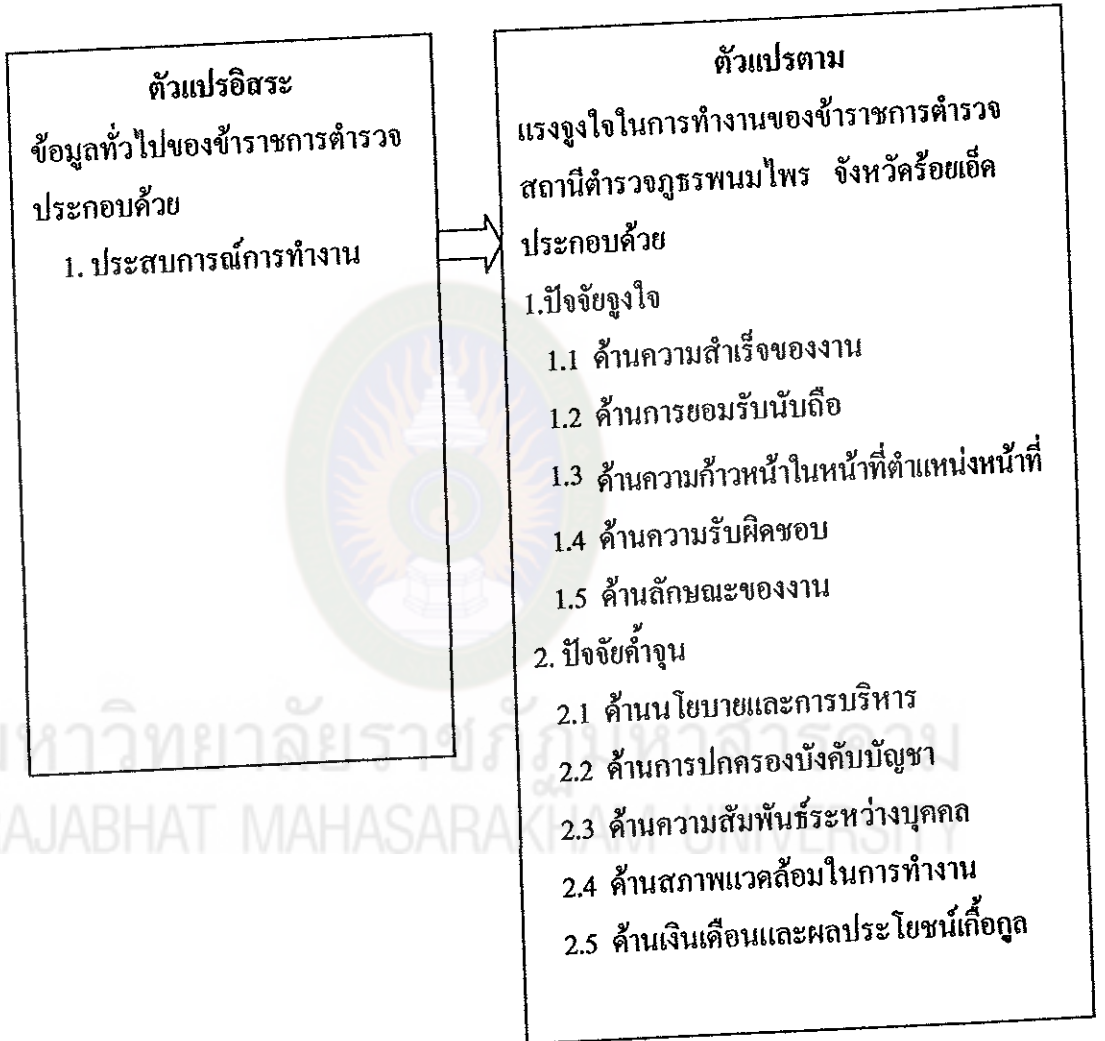 ตัวแปรอิสระ
ข้อมูลทั่วไปของข้าราชการตำรวจ
ประกอบด้วย
1. ประสบการณ์การทำงาน
ตัวแปรตาม
แรงจูงใจในการทำงานของข้าราชการตำรวจ
สถานีตำรวจภูธรพนมไพร จังหวัดร้อยเอ็ด
ประกอบด้วย
1.ปัจจัยจูงใจ
1.1 ด้านความสำเร็จของงาน
1.2 ด้านการยอมรับนับถือ
1.3 ด้านความก้าวหน้าในหน้าที่ตำแหน่งหน้าที่
1.4 ด้านความรับผิดชอบ
1.5 ด้านลักษณะของงาน
2. ปัจจัยค้ำจุน
2.1 ด้านนโยบายและการบริหาร
2.2 ด้านการปกครองบังคับบัญชา
2.3 ด้านความสัมพันธ์ระหว่างบุคคล
2.4 ด้านสภาพแวดล้อมในการทำงาน
2.5 ด้านเงินเดือนและผลประโยชน์เกื้อกูล
มหาวิทยาลัยราชภัฏมหาสารคาม
RAJABHAT MAHASARAKHAM UNIVERSITY